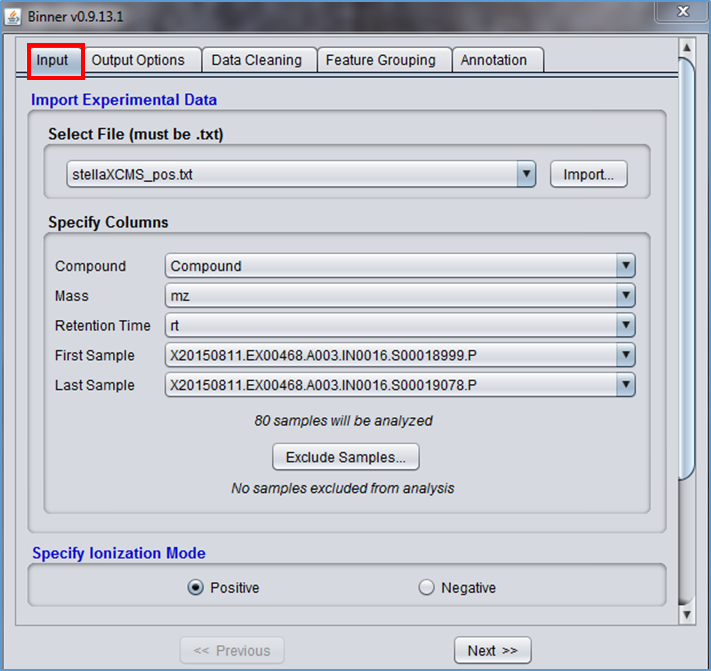 Binner v0.9.13.1
Input Output Options Data Cleaning Feature Grouping Annotation
Import Experimental Data
Select File (must be .txt)
stellaXCMS_pos.txt Import...
Specify Columns
Compound Compound
Mass mz
Retention Time rt
First Sample X20150811.EX00468.A003.IN0016.S00018999.P
Last Sample X20150811.EX00468.A003.IN0016.S00019078.P
80 samples will be analyzed
Exclude Samples...
No samples excluded from analysis
Specify Ionization Mode
Positive Negative
<< Previous Next >>